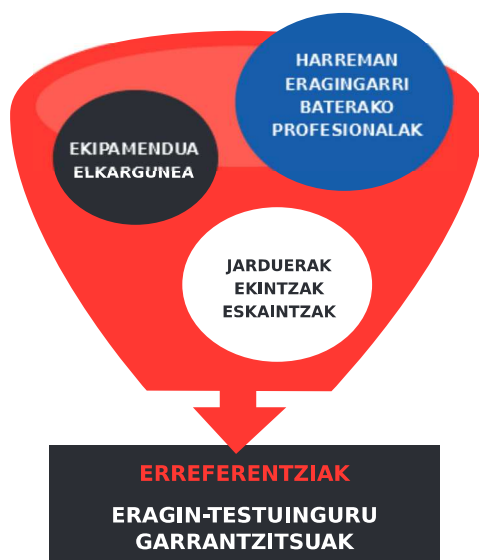 HARREMAN
ERAGINGARRI
BATERAKO
PROFESIONALAK
EKIPAMENDUA
ELKARGUNEA
JARDUERAK
EKINTZAK
ESKAINTZAK
ERREFERENTZIAK
ERAGIN-TESTUINGURU
GARRANTZITSUAK